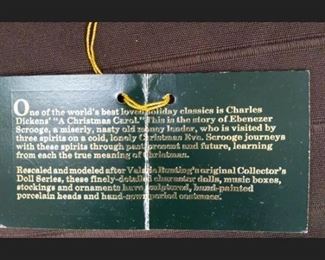 One of the world's best loved holiday classics is Charles
Dickens' "A Christmas Carol." This is the story of Ebenezer
Scrooge, a miserly, nasty old money lender, who is visited by
three spirits on a cold, lonely Christmas Eve. Scrooge journeys
with these spirits through past present and future, learning
from each the true meaning of Christmas.
Rescaled and modeled after Valerie Bunting's original Collector's
Doll Series, these finely-detailed character dolls, music boxes,
stockings and ornaments have sculptured, hand-painted
porcelain heads and hand-sewn period costumes.